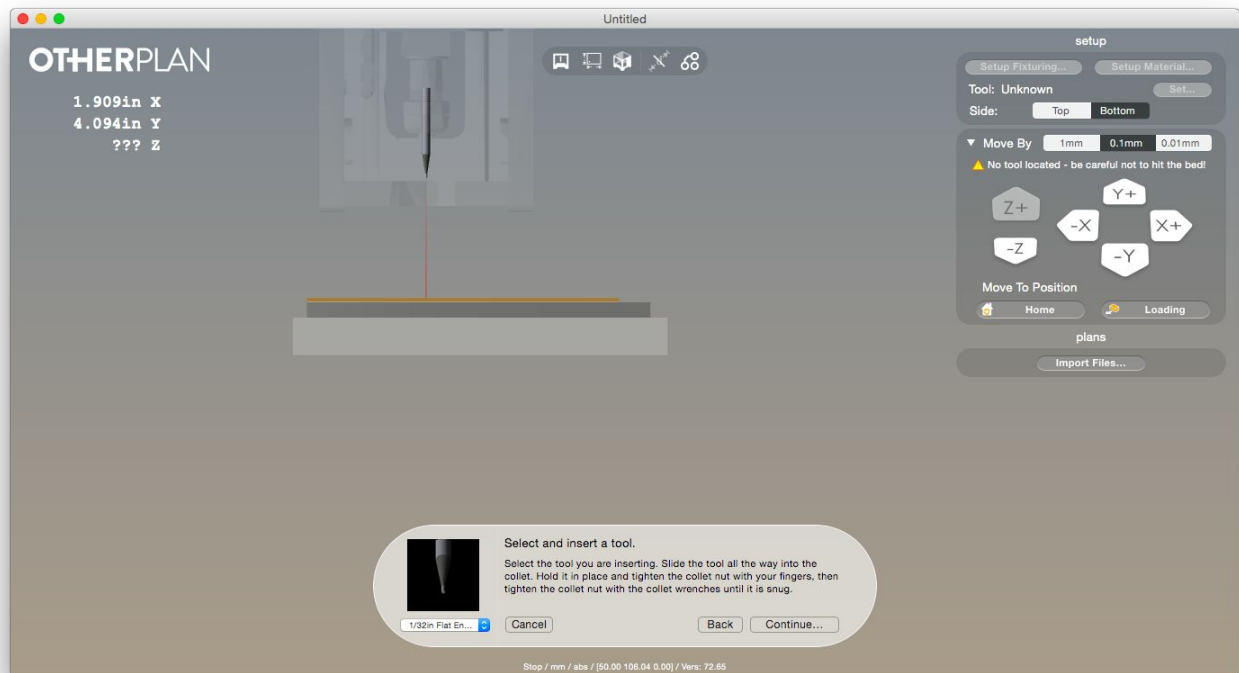 Untitled
OTHERPLAN
1.909in X
4.094in Y
??? Z
setup
Setup Fixturing... Setup Material...
Tool: Unknown Set...
Side: Top Bottom
Move By 1mm 0.1mm 0.01mm
No tool located - be careful not to hit the bed!
Z+ Y+
-X X+
-Z -Y
Move To Position
Home Loading
plans
Import Files...
Select and insert a tool.
Select the tool you are inserting. Slide the tool all the way into the
collet. Hold it in place and tighten the collet nut with your fingers, then
tighten the collet nut with the collet wrenches until it is snug.
1/32in Flat En... Cancel Back Continue...
Stop / mm / abs / [50.00 106.04 0.00] / Vers: 72.65